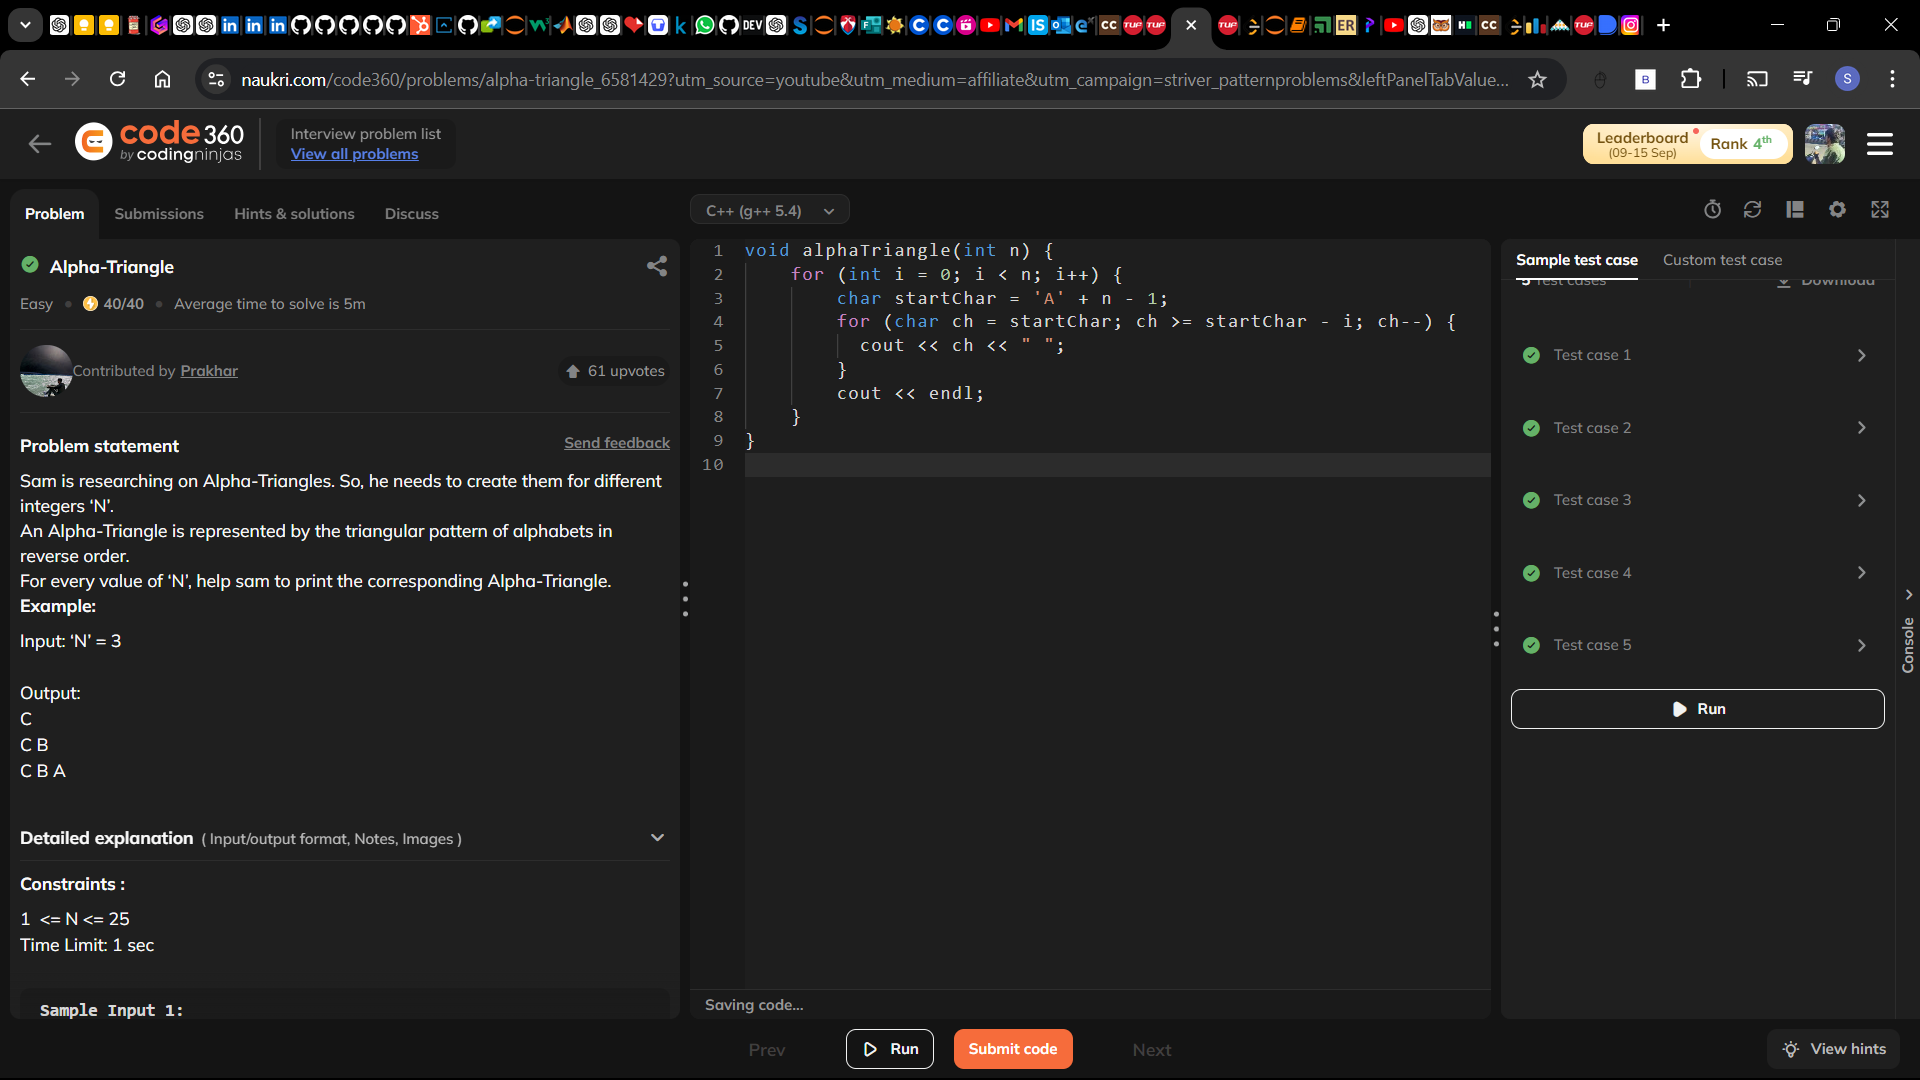 naukri.com/code360/problems/alpha-triangle_6581429?utm_source=youtube&utm_medium=affiliate&utm_campaign=striver_patternproblems&leftPanelTabValue...
B
S
code 360
by codingninjas
Interview problem list
View all problems
Leaderboard
(09-15 Sep)
Rank 4th
Problem
Submissions
Hints & solutions
Discuss
C++ (g++ 5.4)
Alpha-Triangle
Easy
40/40
Average time to solve is 5m
Contributed by Prakhar
61 upvotes
Problem statement
Send feedback
Sam is researching on Alpha-Triangles. So, he needs to create them for different
integers ‘N’.
An Alpha-Triangle is represented by the triangular pattern of alphabets in
reverse order.
For every value of ‘N’, help sam to print the corresponding Alpha-Triangle.
Example:
Input: ‘N’ = 3
Output:
C
C B
C B A
Detailed explanation ( Input/output format, Notes, Images )
Constraints :
1 <= N <= 25
Time Limit: 1 sec
Sample Input 1:
1 void alphaTriangle(int n) {
2 for (int i = 0; i < n; i++) {
3 char startChar = 'A' + n - 1;
4 for (char ch = startChar; ch >= startChar - i; ch--) {
5 cout << ch << " ";
6 }
7 cout << endl;
8 }
9 }
10
Saving code...
Sample test case
Custom test case
5 Test cases
Download
Test case 1
Test case 2
Test case 3
Test case 4
Test case 5
Run
Console
Prev
Run
Submit code
Next
View hints